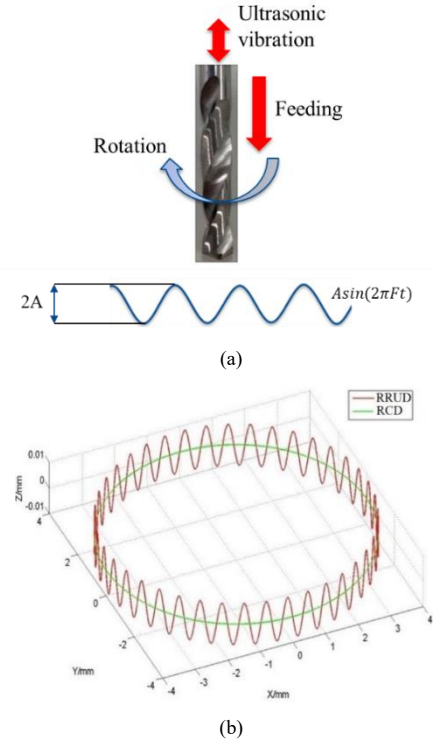 Ultrasonic
vibration
Feeding
Rotation
2A
Asin(2πFt)
(a)
RRUD
RCD
0.01
0
-0.01
Z/mm
4
2
0
-2
-4
Y/mm
-4
-3
-2
-1
0
1
2
3
4
X/mm
(b)